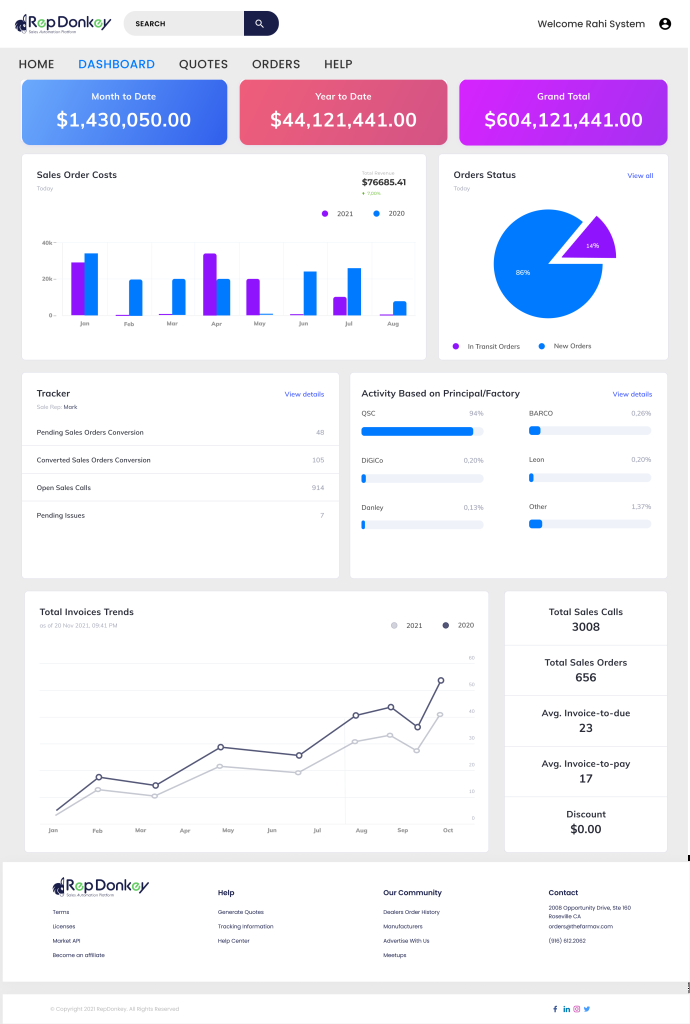 RepDonkey
Sales Automation Platform
SEARCH
Welcome Rahi System
HOME DASHBOARD QUOTES ORDERS HELP
Month to Date
$1,430,050.00
Year to Date
$44,121,441.00
Grand Total
$604,121,441.00
Sales Order Costs
Today
Total Revenue
$76685.41
7,00%
2021 2020
40k
20k
0
Jan Feb Mar Apr May Jun Jul Aug
Orders Status
View all
Today
14%
86%
In Transit Orders New Orders
Tracker
View details
Sale Rep: Mark
Pending Sales Orders Conversion 48
Converted Sales Orders Conversion 105
Open Sales Calls 914
Pending Issues 7
Activity Based on Principal/Factory
View details
QSC 94%
BARCO 0,26%
DiGiCo 0,20%
Leon 0,20%
Donley 0,13%
Other 1,37%
Total Invoices Trends
as of 20 Nov 2021, 09:41 PM
2021 2020
60
50
40
30
20
10
0
Jan Feb Mar Apr May Jun Jul Aug Sep Oct
Total Sales Calls
3008
Total Sales Orders
656
Avg. Invoice-to-due
23
Avg. Invoice-to-pay
17
Discount
$0.00
RepDonkey
Sales Automation Platform
Terms
Licenses
Market API
Become an affiliate
Help
Generate Quotes
Tracking Information
Help Center
Our Community
Dealers Order History
Manufacturers
Advertise With Us
Meetups
Contact
2008 Opportunity Drive, Ste 160
Roseville CA
orders@thefarmav.com
(916) 612.2062
© Copyright 2021 RepDonkey. All Rights Reserved